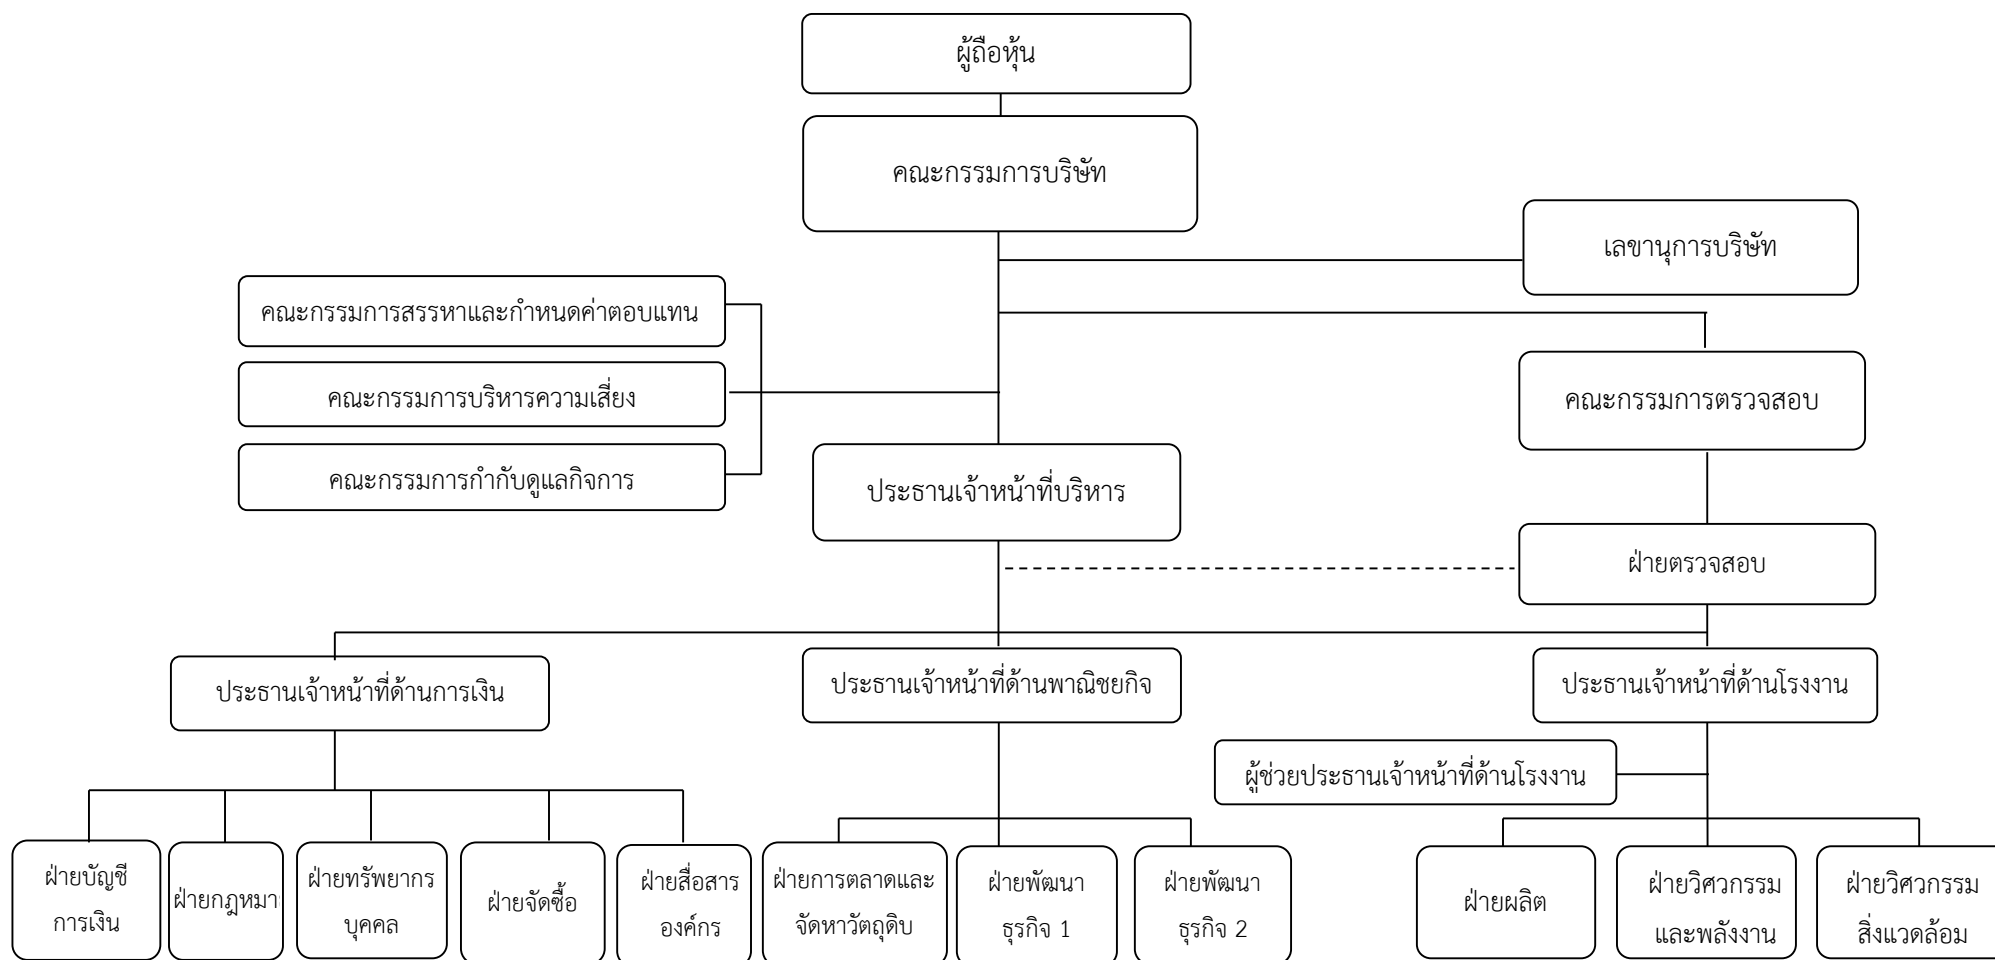 ผู้ถือหุ้น
คณะกรรมการบริษัท
เลขานุการบริษัท
คณะกรรมการสรรหาและกำหนดค่าตอบแทน
คณะกรรมการบริหารความเสี่ยง
คณะกรรมการตรวจสอบ
คณะกรรมการกำกับดูแลกิจการ
ประธานเจ้าหน้าที่บริหาร
ฝ่ายตรวจสอบ
ประธานเจ้าหน้าที่ด้านการเงิน
ประธานเจ้าหน้าที่ด้านพาณิชยกิจ
ประธานเจ้าหน้าที่ด้านโรงงาน
ผู้ช่วยประธานเจ้าหน้าที่ด้านโรงงาน
ฝ่ายบัญชี
การเงิน
ฝ่ายกฎหมา
ฝ่ายทรัพยากร
บุคคล
ฝ่ายจัดซื้อ
ฝ่ายสื่อสาร
องค์กร
ฝ่ายการตลาดและ
จัดหาวัตถุดิบ
ฝ่ายพัฒนา
ธุรกิจ 1
ฝ่ายพัฒนา
ธุรกิจ 2
ฝ่ายผลิต
ฝ่ายวิศวกรรม
และพลังงาน
ฝ่ายวิศวกรรม
สิ่งแวดล้อม